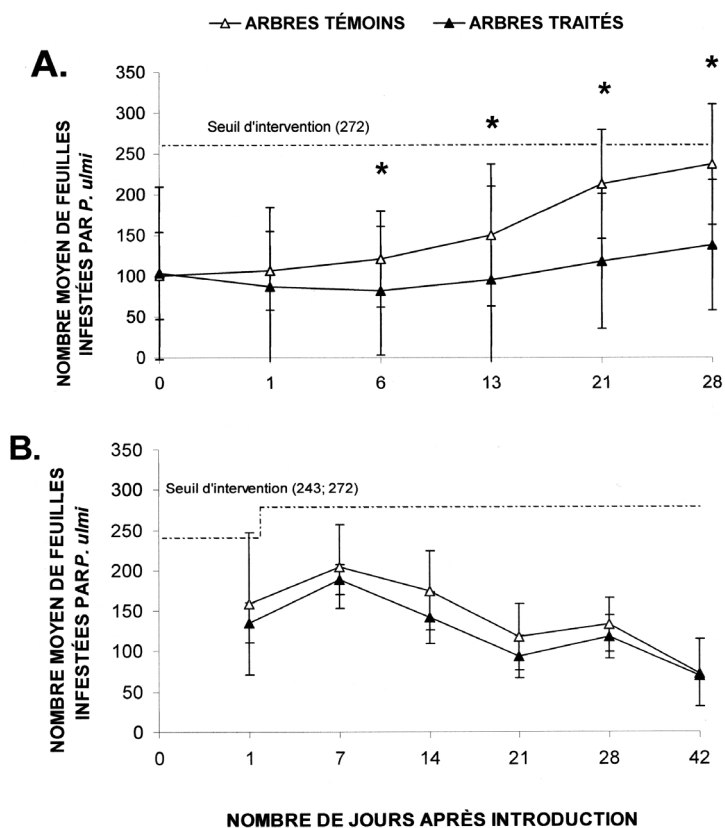 ARBRES TÉMOINS ARBRES TRAITÉS
A.
NOMBRE MOYEN DE FEUILLES
INFESTÉES PAR P. ulmi
350
300
250
200
150
100
50
0
Seuil d'intervention (272)
* * * *
0 1 6 13 21 28
B.
NOMBRE MOYEN DE FEUILLES
INFESTÉES PAR P. ulmi
350
300
250
200
150
100
50
0
Seuil d'intervention (243; 272)
0 1 7 14 21 28 42
NOMBRE DE JOURS APRÈS INTRODUCTION